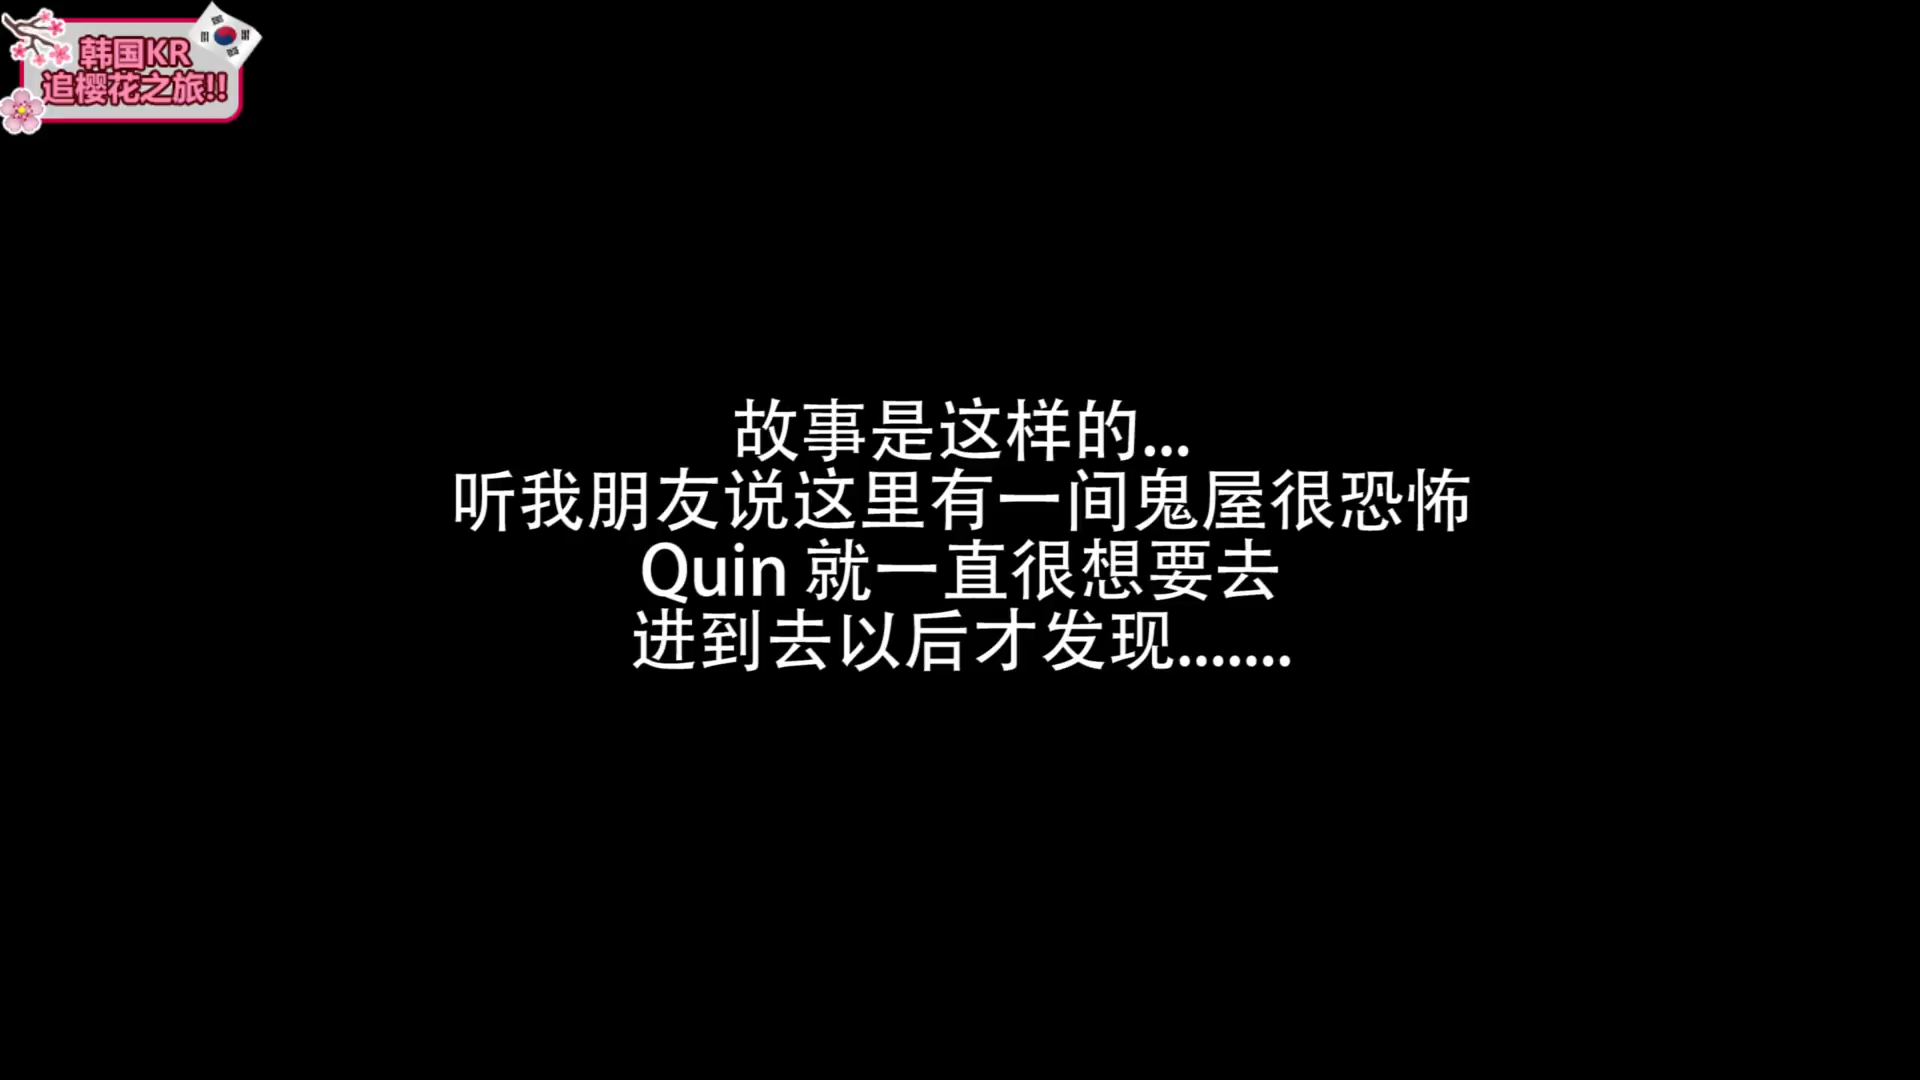 韩国KR
追樱花之旅!!
故事是这样的...
听我朋友说这里有一间鬼屋很恐怖
Quin 就一直很想要去
进到去以后才发现.......